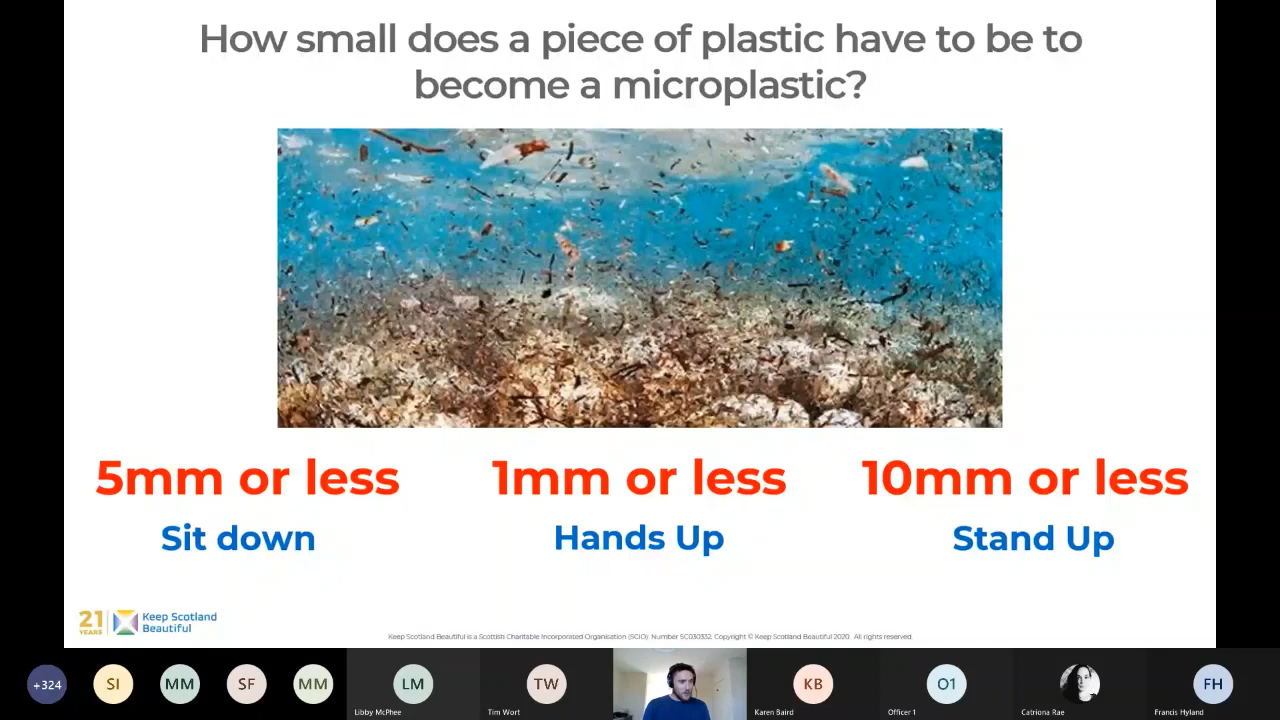 How small does a piece of plastic have to be to
become a microplastic?
5mm or less
1mm or less
10mm or less
Sit down
Hands Up
Stand Up
21
YEARS
Keep Scotland
Beautiful
Keep Scotland Beautiful is a Scottish Charitable Incorporated Organisation (SCIO): Number SC030332. Copyright © Keep Scotland Beautiful 2020. All rights reserved.
+324
SI
MM
SF
MM
LM
Libby McPhee
TW
Tim Wort
KB
Karen Baird
O1
Officer 1
Catriona Rae
FH
Francis Hyland